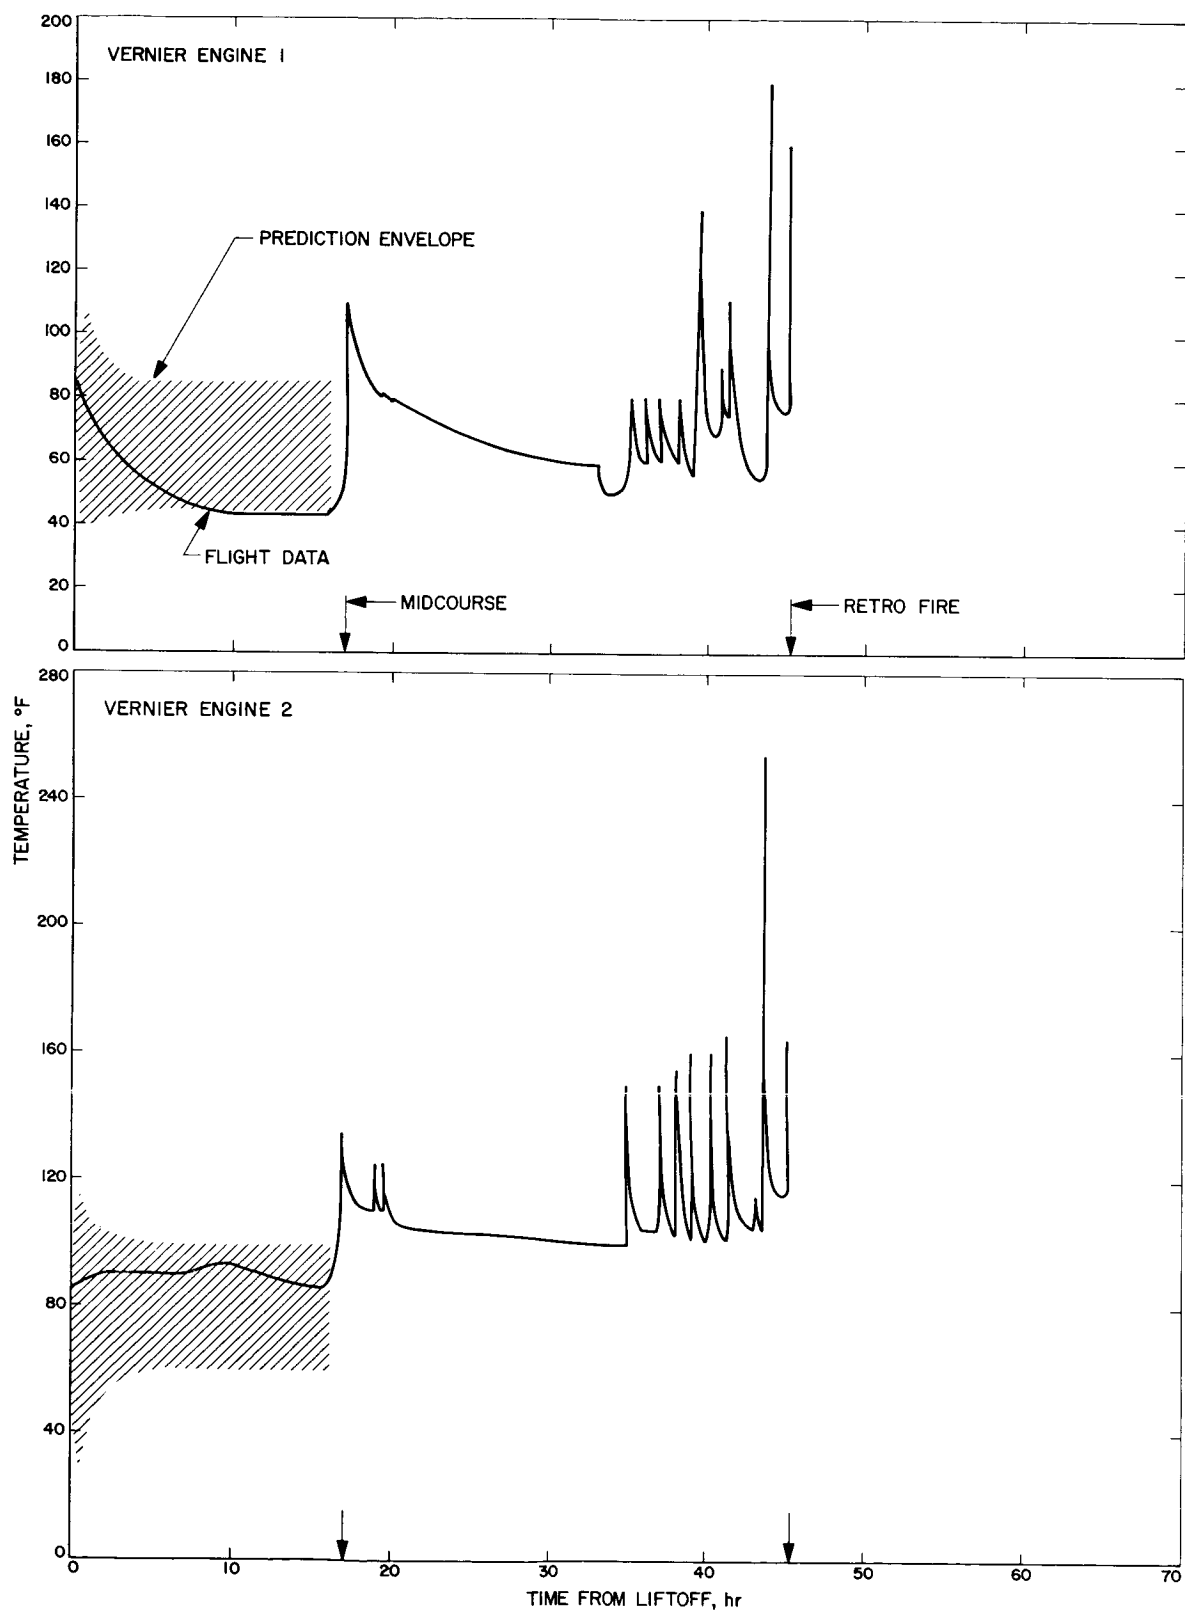 200
VERNIER ENGINE 1
180
160
140
PREDICTION ENVELOPE
120
100
80
60
40
FLIGHT DATA
20
MIDCOURSE
RETRO FIRE
0
280
VERNIER ENGINE 2
TEMPERATURE, °F
240
200
160
120
80
40
0
0 10 20 30 40 50 60 70
TIME FROM LIFTOFF, hr